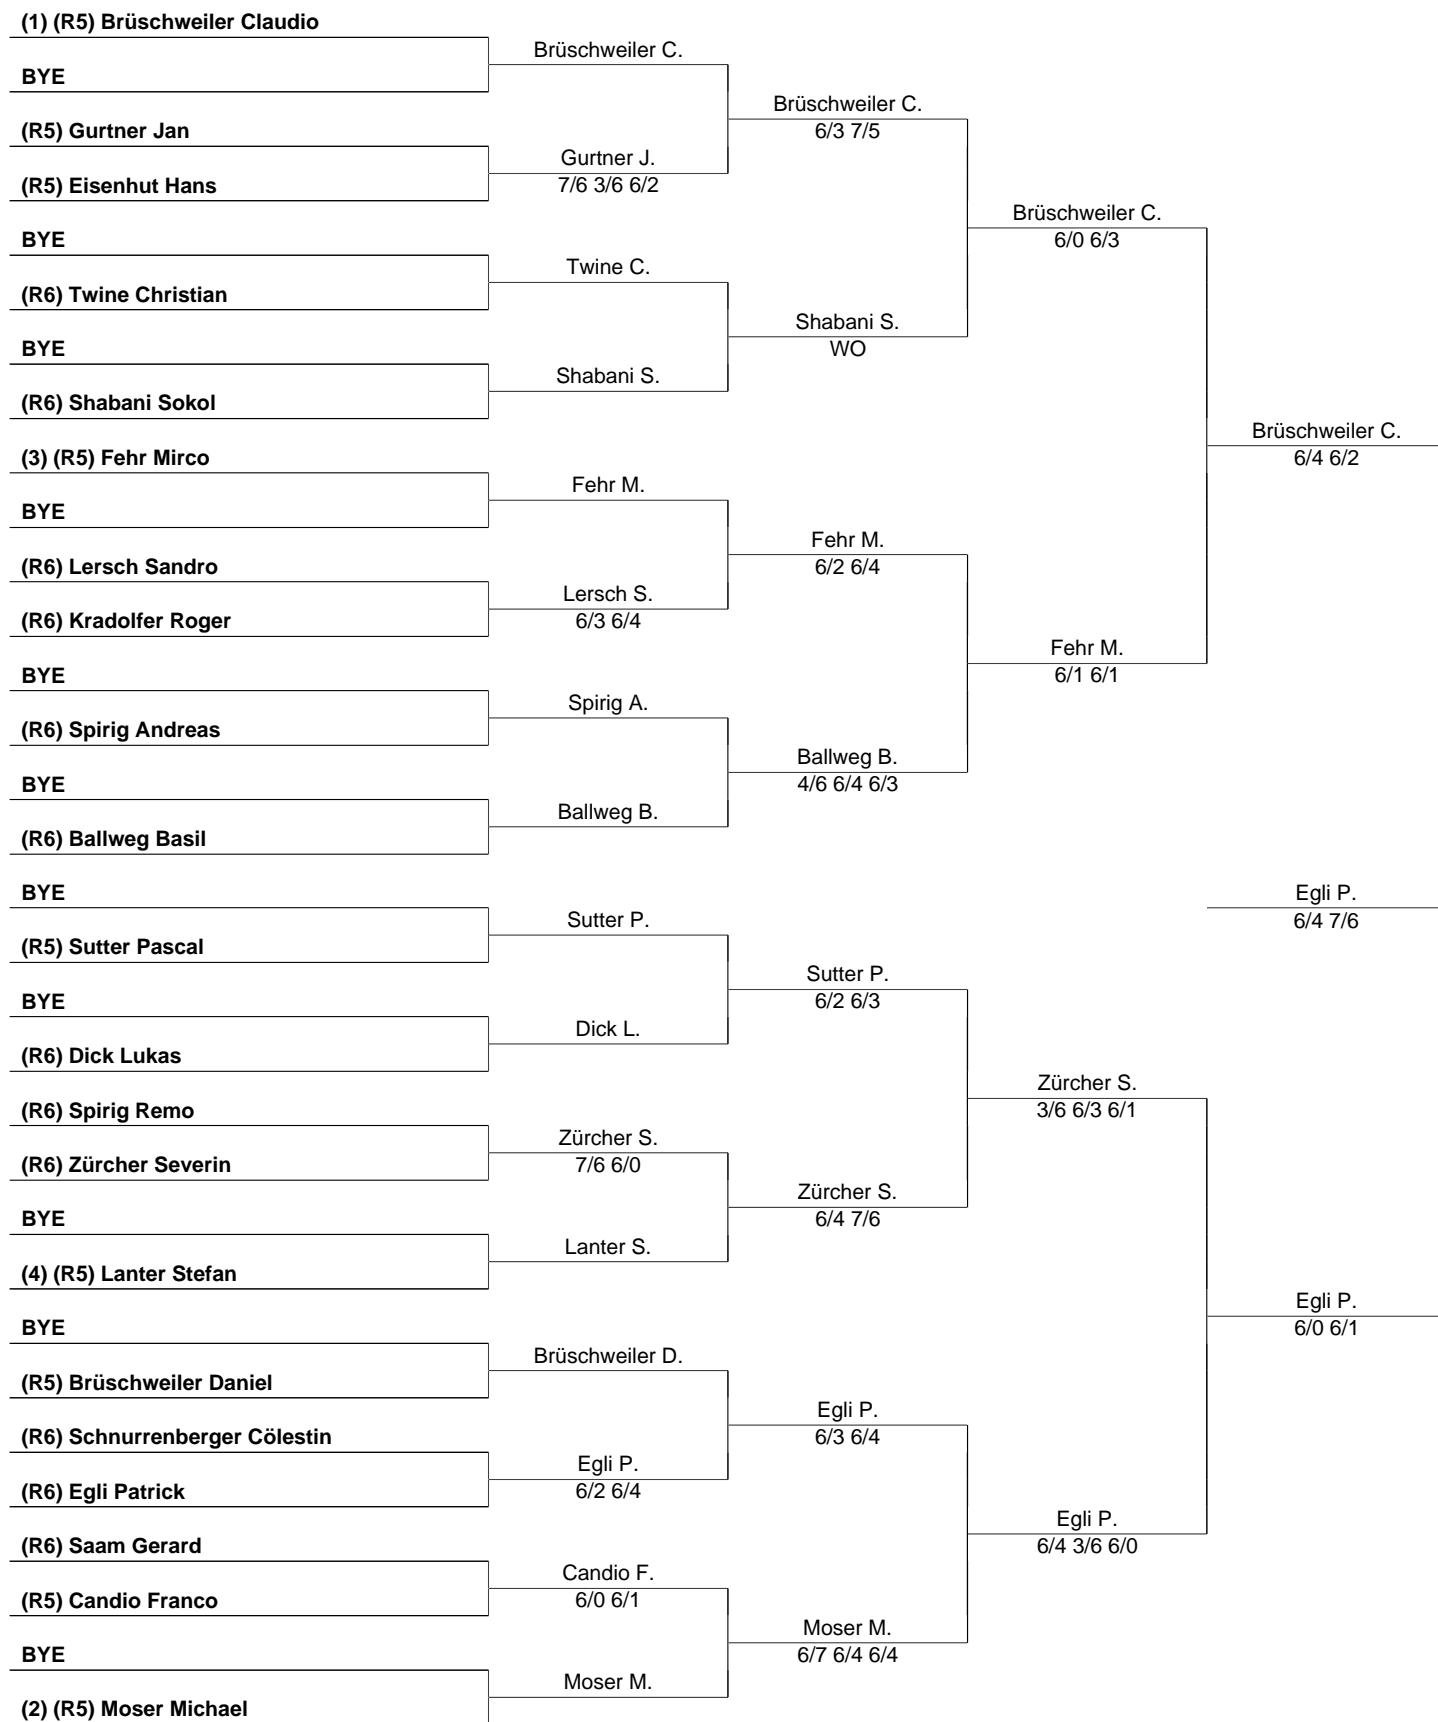 (1) (R5) Brüschweiler Claudio
Brüschweiler C.
BYE
Brüschweiler C.
6/3 7/5
(R5) Gurtner Jan
Gurtner J.
7/6 3/6 6/2
(R5) Eisenhut Hans
Brüschweiler C.
6/0 6/3
BYE
Twine C.
(R6) Twine Christian
Shabani S.
WO
BYE
Shabani S.
(R6) Shabani Sokol
Brüschweiler C.
6/4 6/2
(3) (R5) Fehr Mirco
Fehr M.
BYE
Fehr M.
6/2 6/4
(R6) Lersch Sandro
Lersch S.
6/3 6/4
(R6) Kradolfer Roger
Fehr M.
6/1 6/1
BYE
Spirig A.
(R6) Spirig Andreas
Ballweg B.
4/6 6/4 6/3
BYE
Ballweg B.
(R6) Ballweg Basil
BYE
Egli P.
6/4 7/6
Sutter P.
(R5) Sutter Pascal
Sutter P.
6/2 6/3
BYE
Dick L.
(R6) Dick Lukas
Zürcher S.
3/6 6/3 6/1
(R6) Spirig Remo
Zürcher S.
7/6 6/0
(R6) Zürcher Severin
Zürcher S.
6/4 7/6
BYE
Lanter S.
(4) (R5) Lanter Stefan
Egli P.
6/0 6/1
BYE
Brüschweiler D.
(R5) Brüschweiler Daniel
Egli P.
6/3 6/4
(R6) Schnurrenberger Cölestin
Egli P.
6/2 6/4
(R6) Egli Patrick
Egli P.
6/4 3/6 6/0
(R6) Saam Gerard
Candio F.
6/0 6/1
(R5) Candio Franco
Moser M.
6/7 6/4 6/4
BYE
Moser M.
(2) (R5) Moser Michael